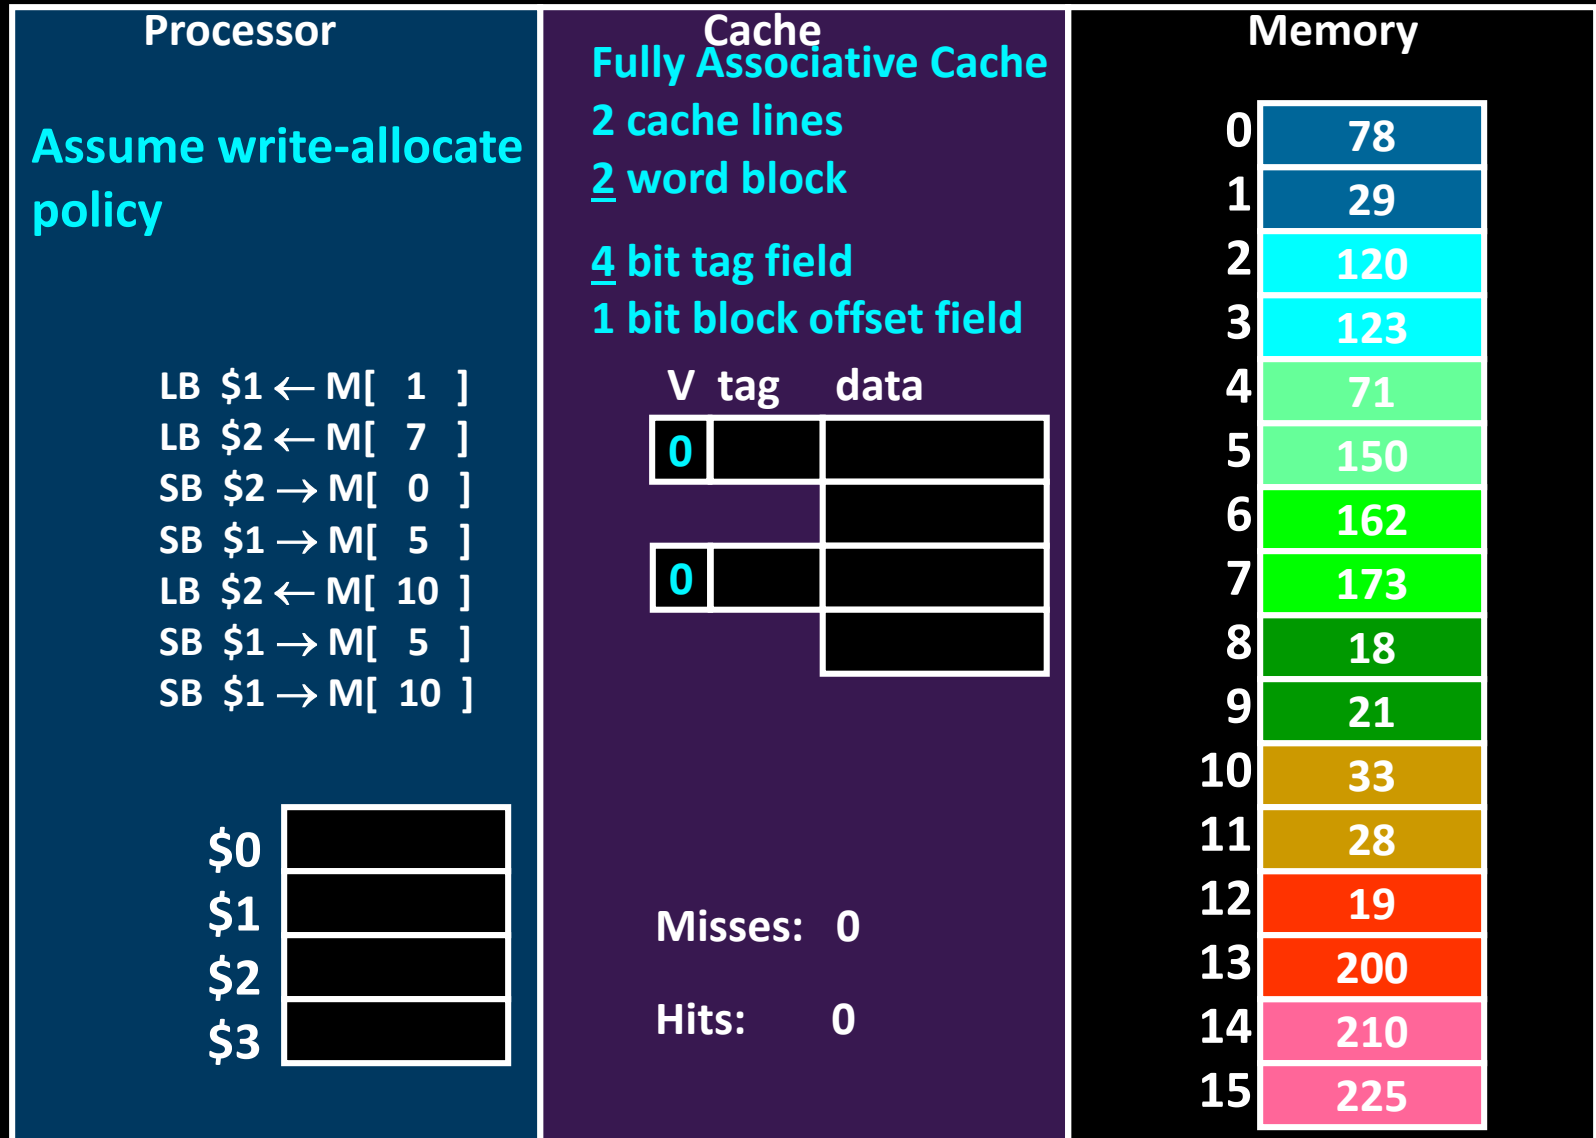 Processor
Assume write-allocate
policy
LB $1 ← M[ 1 ]
LB $2 ← M[ 7 ]
SB $2 → M[ 0 ]
SB $1 → M[ 5 ]
LB $2 ← M[ 10 ]
SB $1 → M[ 5 ]
SB $1 → M[ 10 ]
$0
$1
$2
$3
Cache
Fully Associative Cache
2 cache lines
2 word block
4 bit tag field
1 bit block offset field
V tag data
0
0
Misses: 0
Hits: 0
Memory
0 78
1 29
2 120
3 123
4 71
5 150
6 162
7 173
8 18
9 21
10 33
11 28
12 19
13 200
14 210
15 225